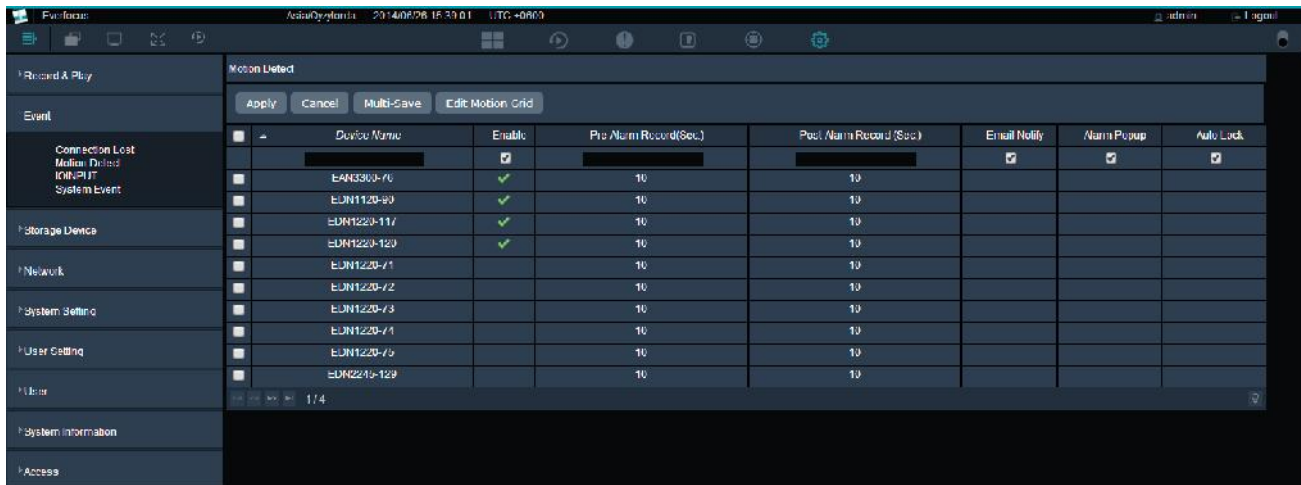 Everfocus Asia/Qyzylorda 2014/06/26 15:39:01 UTC +0600 admin Logout
Record & Play
Event
Connection Lost
Motion Detect
IOINPUT
System Event
Storage Device
Network
System Setting
User Setting
User
System Information
Access
Motion Detect
Apply Cancel Multi-Save Edit Motion Grid
Device Name Enable Pre Alarm Record(Sec.) Post Alarm Record (Sec.) Email Notify Alarm Popup Auto Lock
EAN3300-76 10 10
EDN1120-90 10 10
EDN1220-117 10 10
EDN1220-120 10 10
EDN1220-71 10 10
EDN1220-72 10 10
EDN1220-73 10 10
EDN1220-74 10 10
EDN1220-75 10 10
EDN2245-129 10 10
1/4